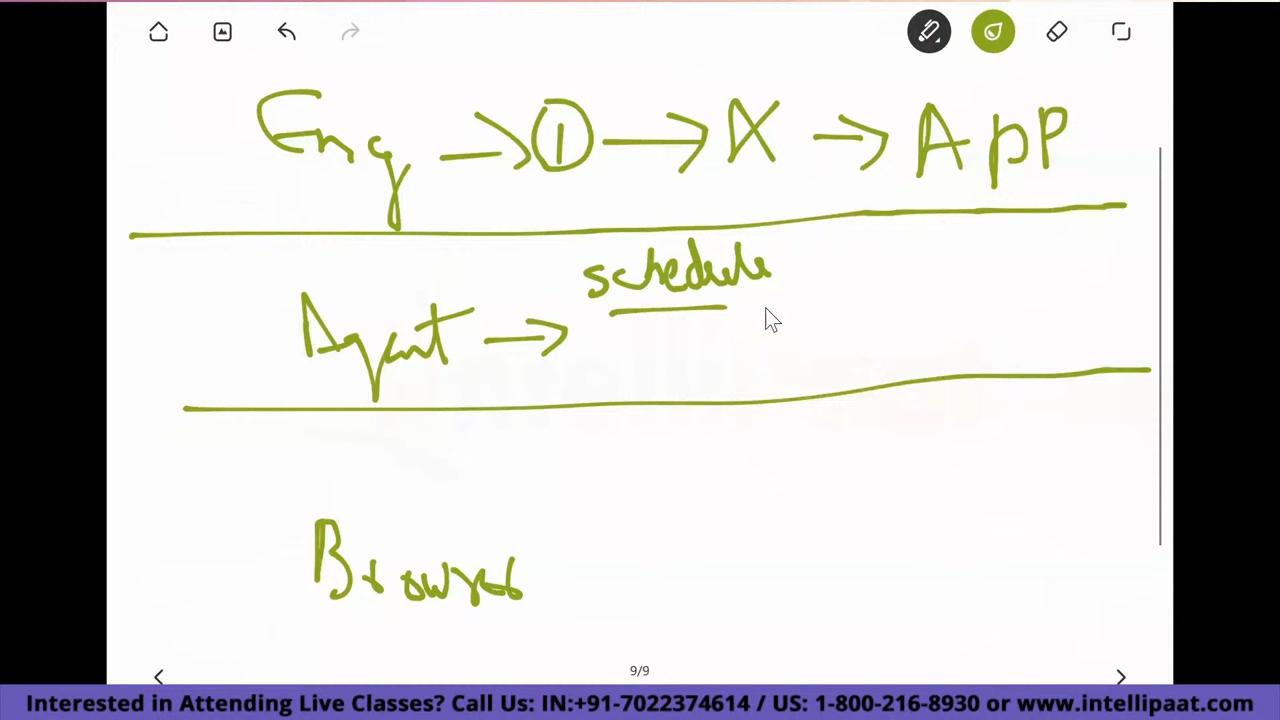 Eng → ① → X → App
schedule
Agent →
Browser
9/9
Interested in Attending Live Classes? Call Us: IN:+91-7022374614 / US: 1-800-216-8930 or www.intellipaat.com